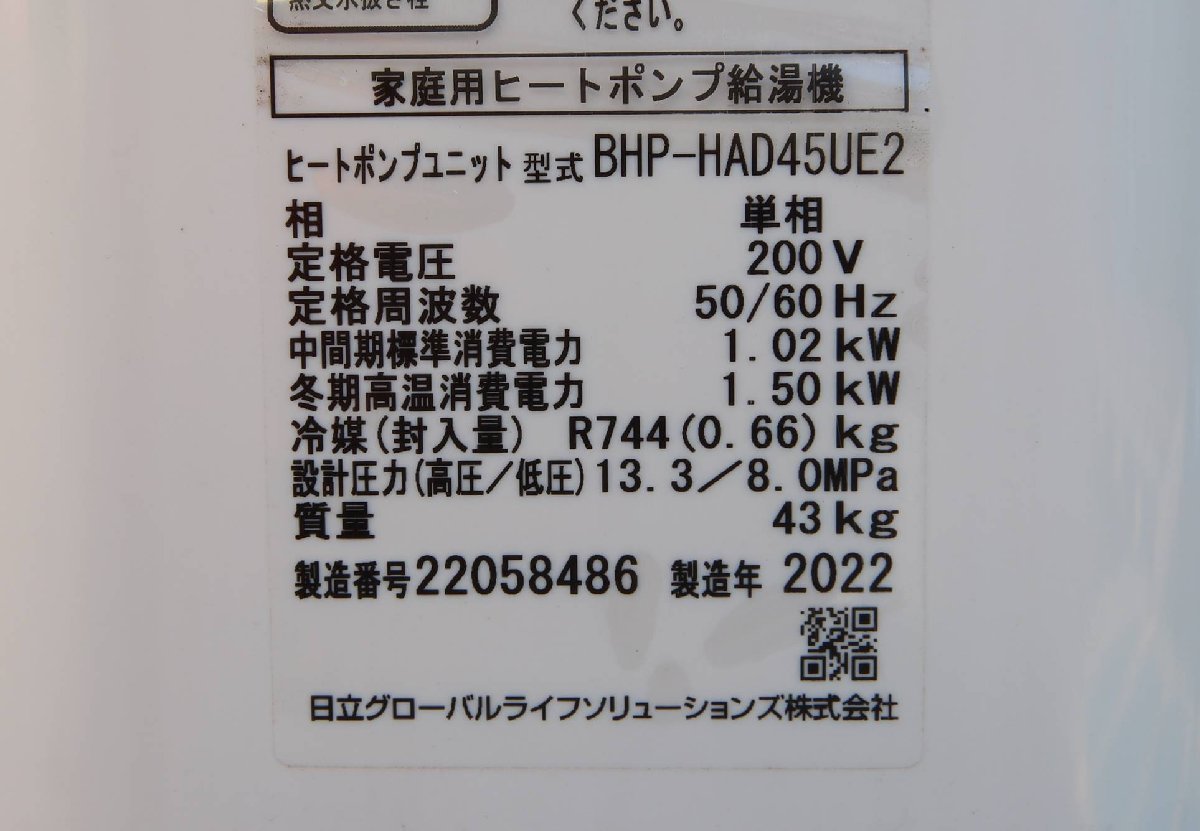 ください。
家庭用ヒートポンプ給湯機
ヒートポンプユニット 型式 BHP-HAD45UE2
相 単相
定格電圧 200V
定格周波数 50/60Hz
中間期標準消費電力 1.02kW
冬期高温消費電力 1.50kW
冷媒(封入量) R744(0.66)kg
設計圧力(高圧/低圧)13.3/8.0MPa
質量 43kg
製造番号22058486 製造年 2022
日立グローバルライフソリューションズ株式会社